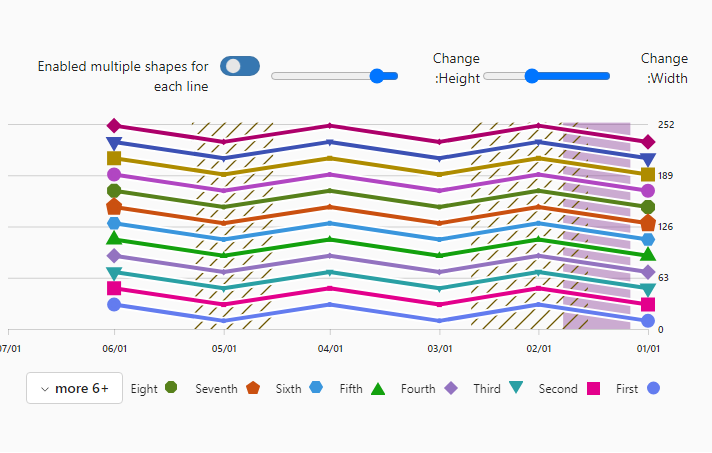 Enabled multiple shapes for
each line
Change
:Height
Change
:Width
252
189
126
63
0
07/01 06/01 05/01 04/01 03/01 02/01 01/01
more 6+ Eight Seventh Sixth Fifth Fourth Third Second First